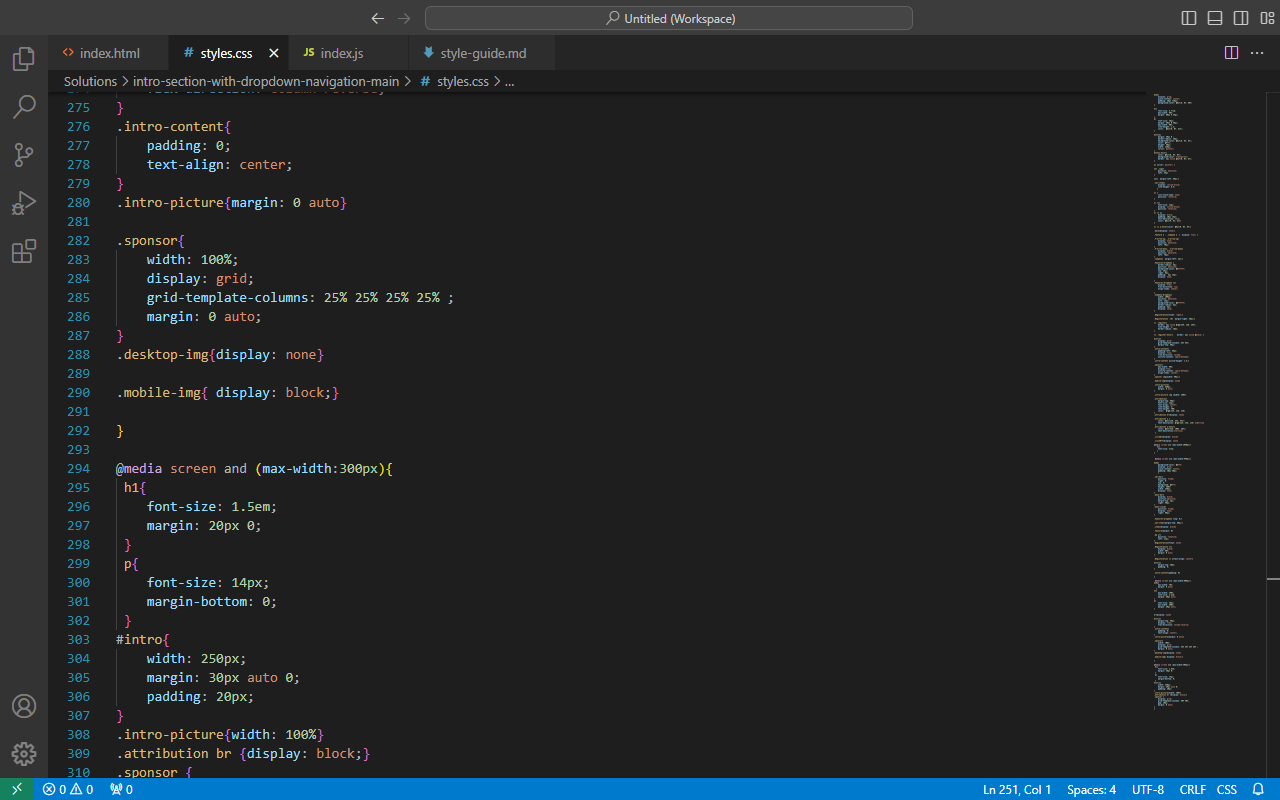 Untitled (Workspace)
index.html
# styles.css
JS index.js
style-guide.md
Solutions > intro-section-with-dropdown-navigation-main > # styles.css > ...
275 }
276 .intro-content{
277 padding: 0;
278 text-align: center;
279 }
280 .intro-picture{margin: 0 auto}
281
282 .sponsor{
283 width: 100%;
284 display: grid;
285 grid-template-columns: 25% 25% 25% 25% ;
286 margin: 0 auto;
287 }
288 .desktop-img{display: none}
289
290 .mobile-img{ display: block;}
291
292 }
293
294 @media screen and (max-width:300px){
295 h1{
296 font-size: 1.5em;
297 margin: 20px 0;
298 }
299 p{
300 font-size: 14px;
301 margin-bottom: 0;
302 }
303 #intro{
304 width: 250px;
305 margin: 30px auto 0;
306 padding: 20px;
307 }
308 .intro-picture{width: 100%}
309 .attribution br {display: block;}
310 .sponsor {
0 0 0
Ln 251, Col 1 Spaces: 4 UTF-8 CRLF CSS